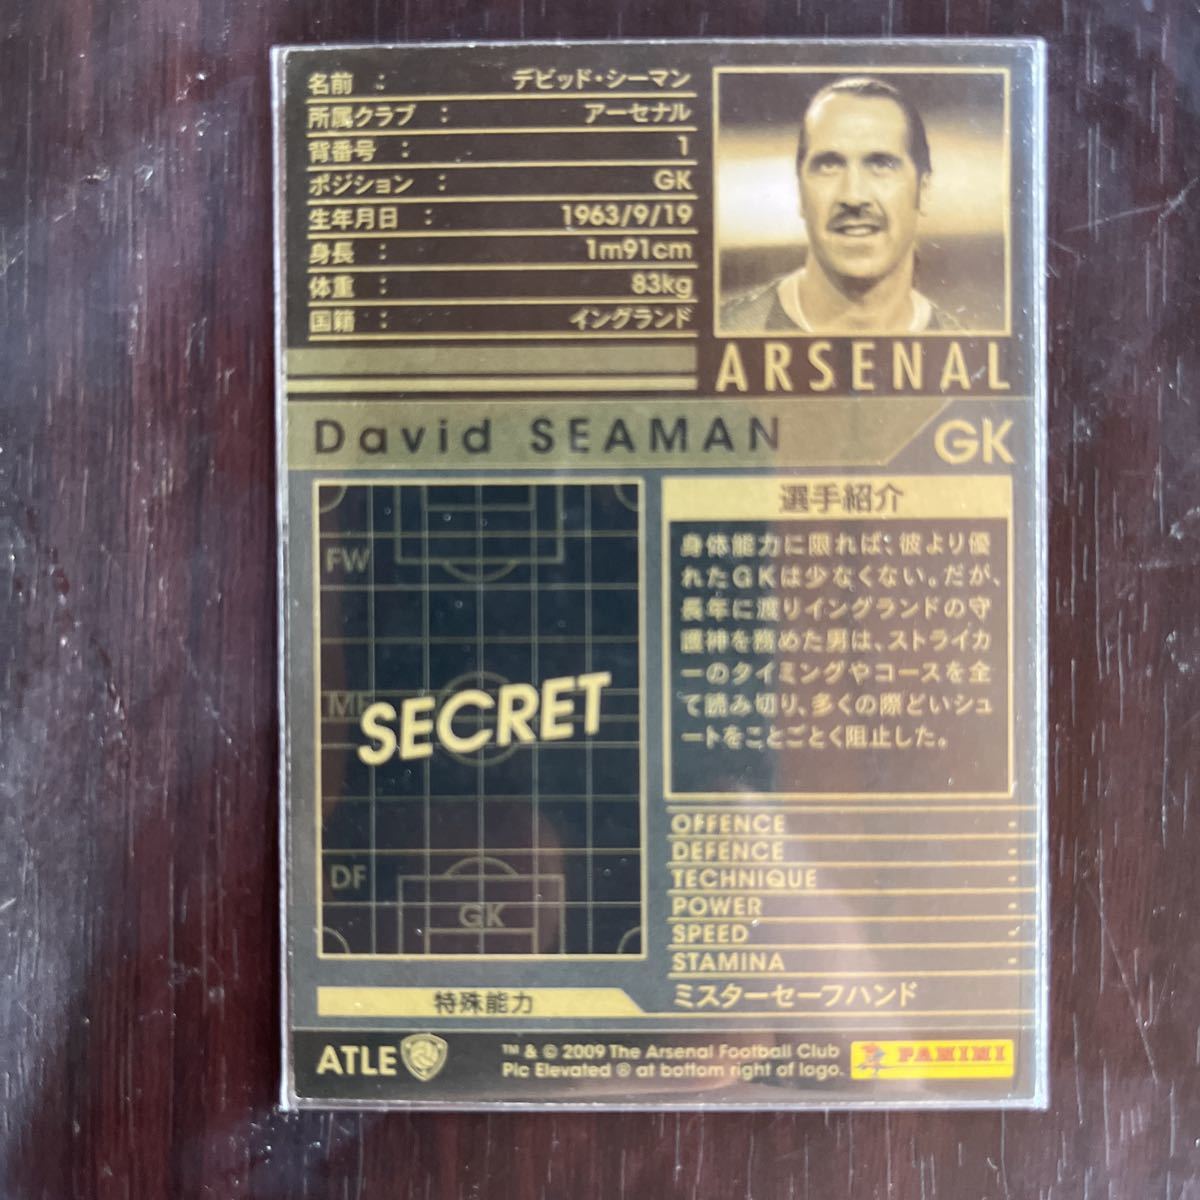 名前 : デビッド・シーマン
所属クラブ : アーセナル
背番号 : 1
ポジション : GK
生年月日 : 1963/9/19
身長 : 1m91cm
体重 : 83kg
国籍 : イングランド
ARSENAL
David SEAMAN GK
FW
MF
SECRET
DF
GK
選手紹介
身体能力に限れば、彼より優
れたGKは少なくない。だが、
長年に渡りイングランドの守
護神を務めた男は、ストライカ
ーのタイミングやコースを全
て読み切り、多くの際どいシュ
ートをことごとく阻止した。
OFFENCE -
DEFENCE -
TECHNIQUE -
POWER -
SPEED -
STAMINA -
特殊能力 ミスターセーフハンド
ATLE
™ & © 2009 The Arsenal Football Club
Pic Elevated ® at bottom right of logo.
PANINI